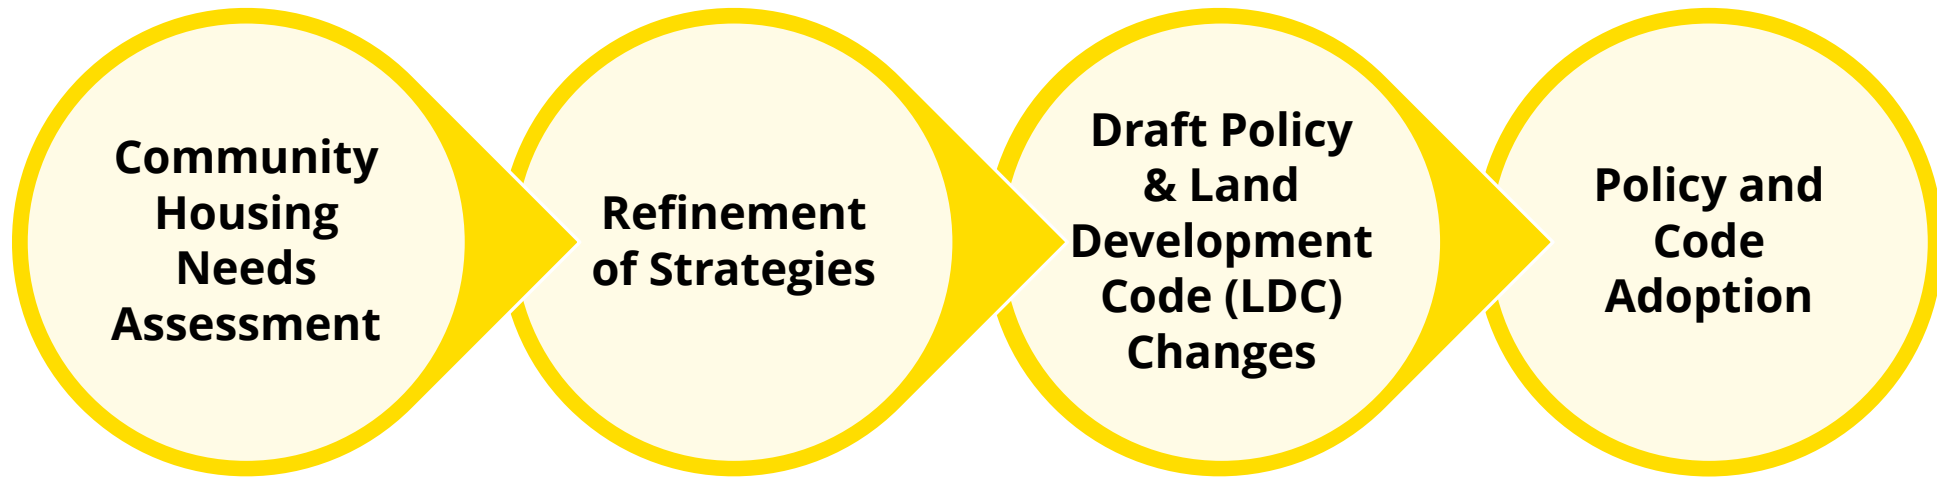 Community
Housing
Needs
Assessment
Refinement
of Strategies
Draft Policy
& Land
Development
Code (LDC)
Changes
Policy and
Code
Adoption